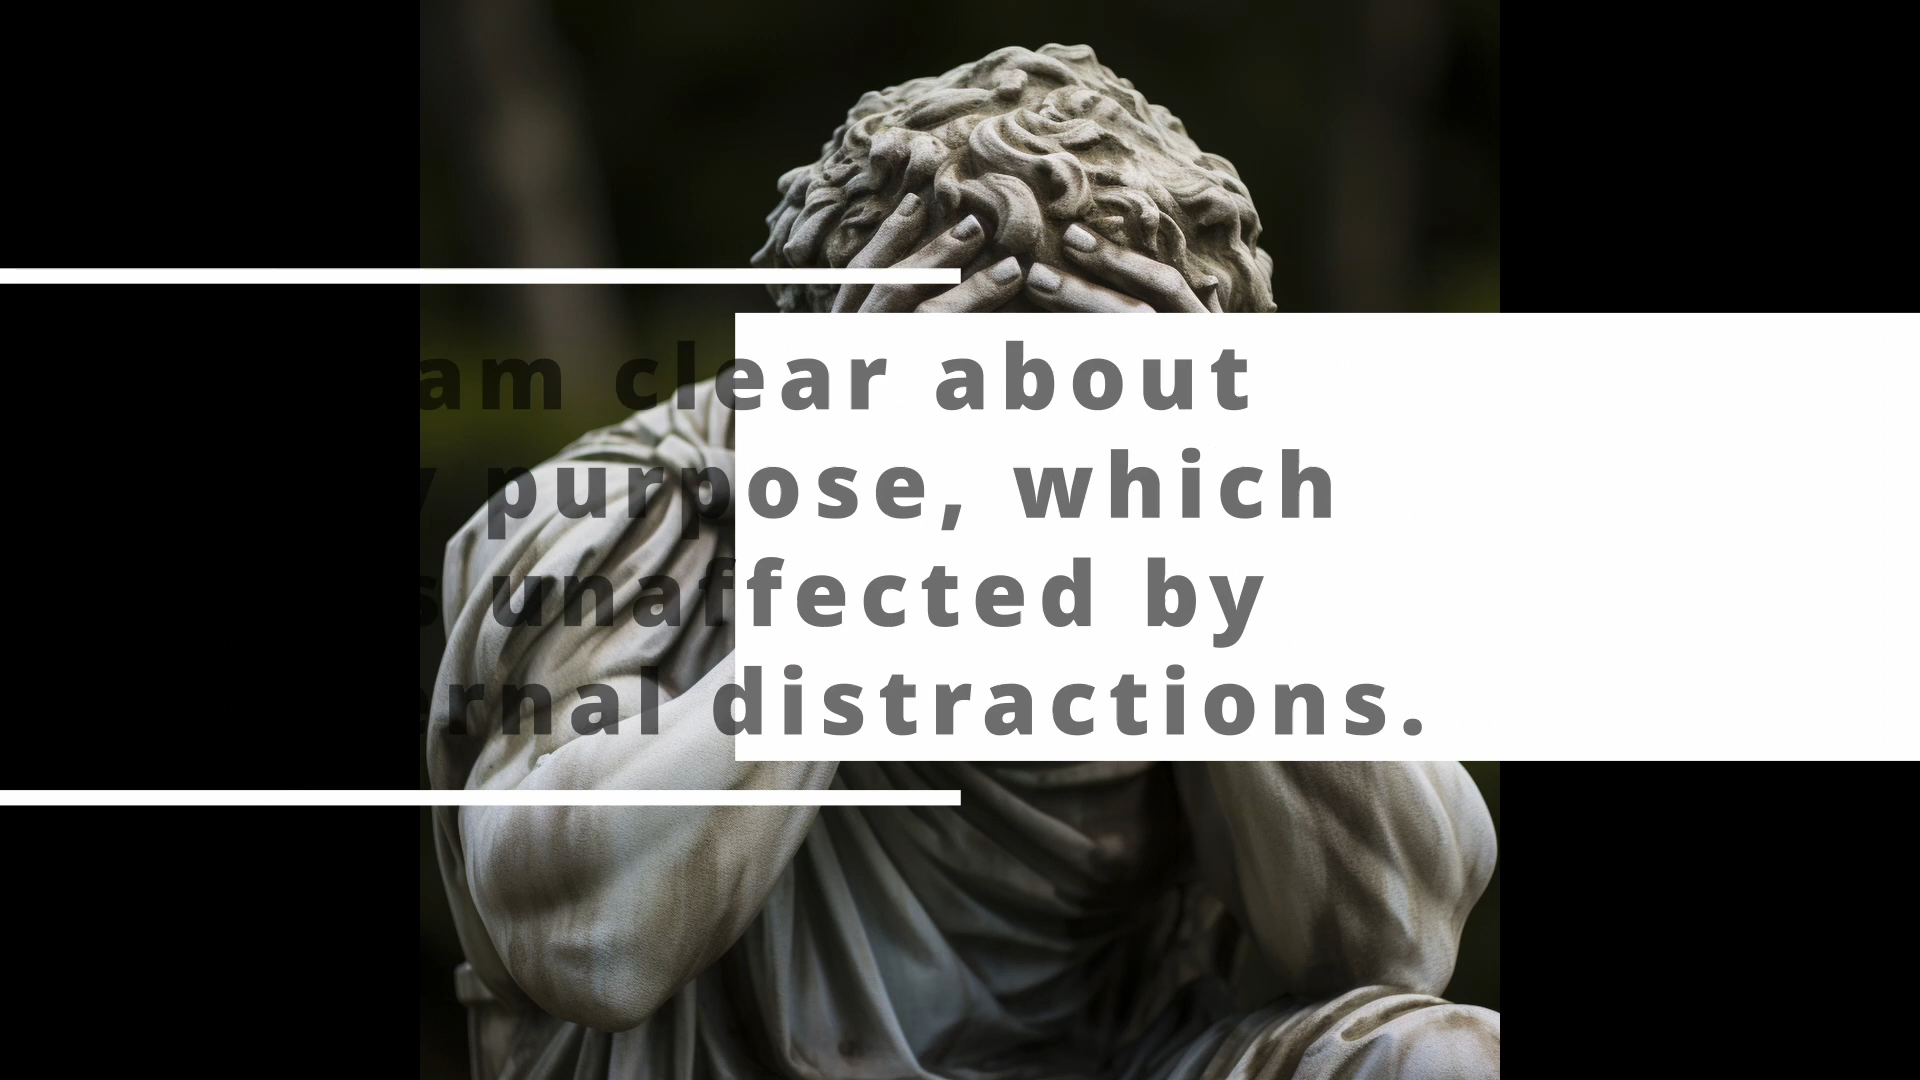 am clear about
purpose, which
unaffected by
distractions.